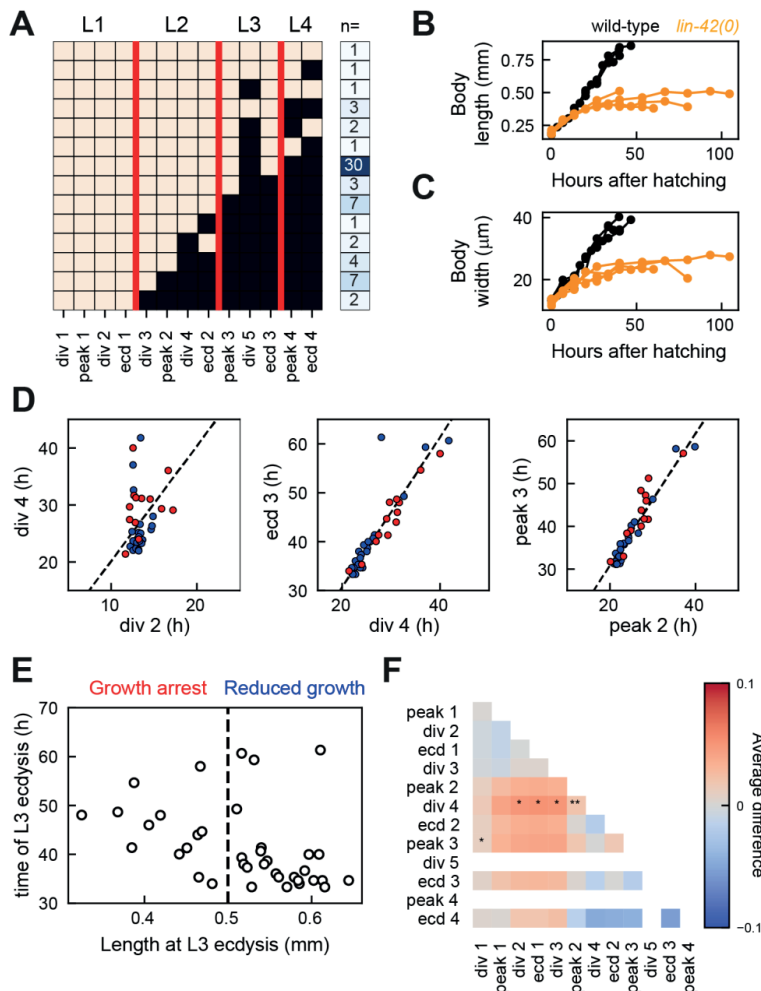 A
L1 L2 L3 L4 n=
1
1
1
3
2
1
30
3
7
1
2
4
7
2
div 1 peak 1 div 2 ecd 1 div 3 peak 2 div 4 ecd 2 peak 3 div 5 ecd 3 peak 4 ecd 4
B
wild-type lin-42(0)
Body length (mm)
0.75
0.50
0.25
0 50 100
Hours after hatching
C
Body width (μm)
40
20
0 50 100
Hours after hatching
D
div 4 (h)
40
30
20
10 20
div 2 (h)
ecd 3 (h)
60
50
40
30
20 40
div 4 (h)
peak 3 (h)
60
50
40
30
20 40
peak 2 (h)
E
Growth arrest Reduced growth
time of L3 ecdysis (h)
70
60
50
40
30
0.4 0.5 0.6
Length at L3 ecdysis (mm)
F
peak 1
div 2
ecd 1
div 3
peak 2
div 4 * * * **
ecd 2
peak 3 *
div 5
ecd 3
peak 4
ecd 4
div 1 peak 1 div 2 ecd 1 div 3 peak 2 div 4 ecd 2 peak 3 div 5 ecd 3 peak 4
0.1
0
−0.1
Average difference